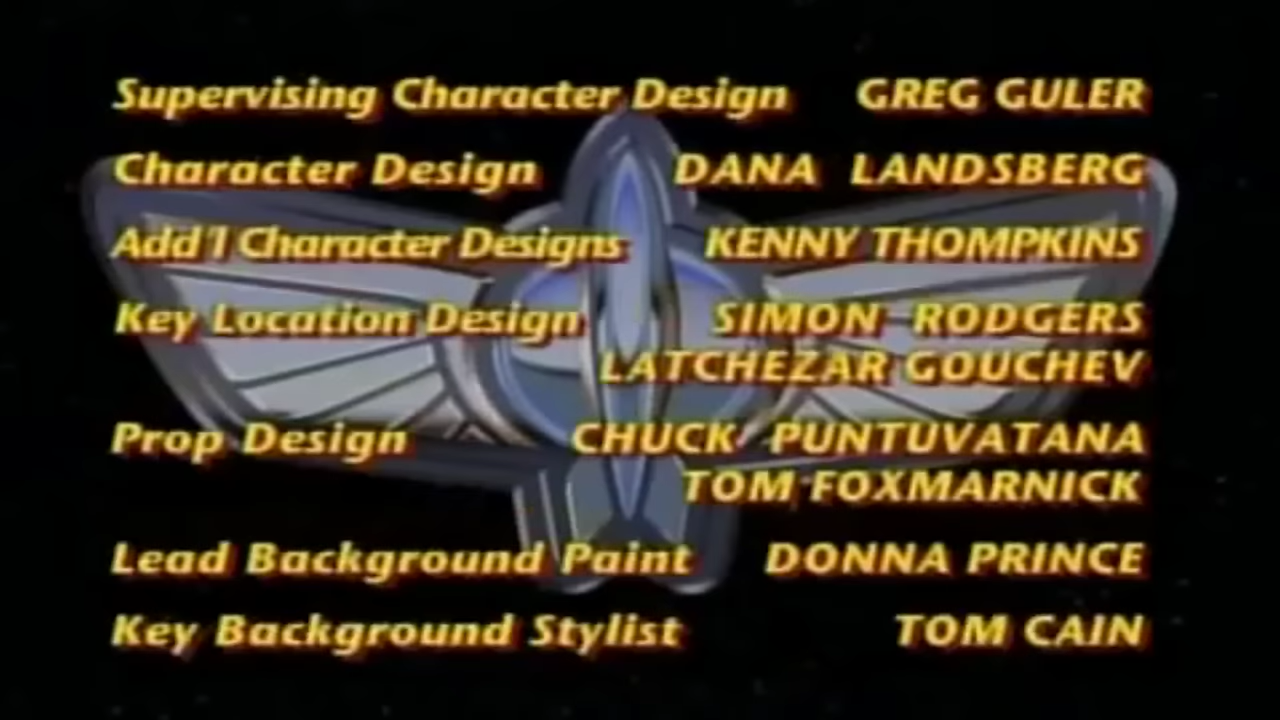 Supervising Character Design GREG GULER
Character Design DANA LANDSBERG
Add'l Character Designs KENNY THOMPKINS
Key Location Design SIMON RODGERS
LATCHEZAR GOUCHEV
Prop Design CHUCK PUNTUVATANA
TOM FOXMARNICK
Lead Background Paint DONNA PRINCE
Key Background Stylist TOM CAIN